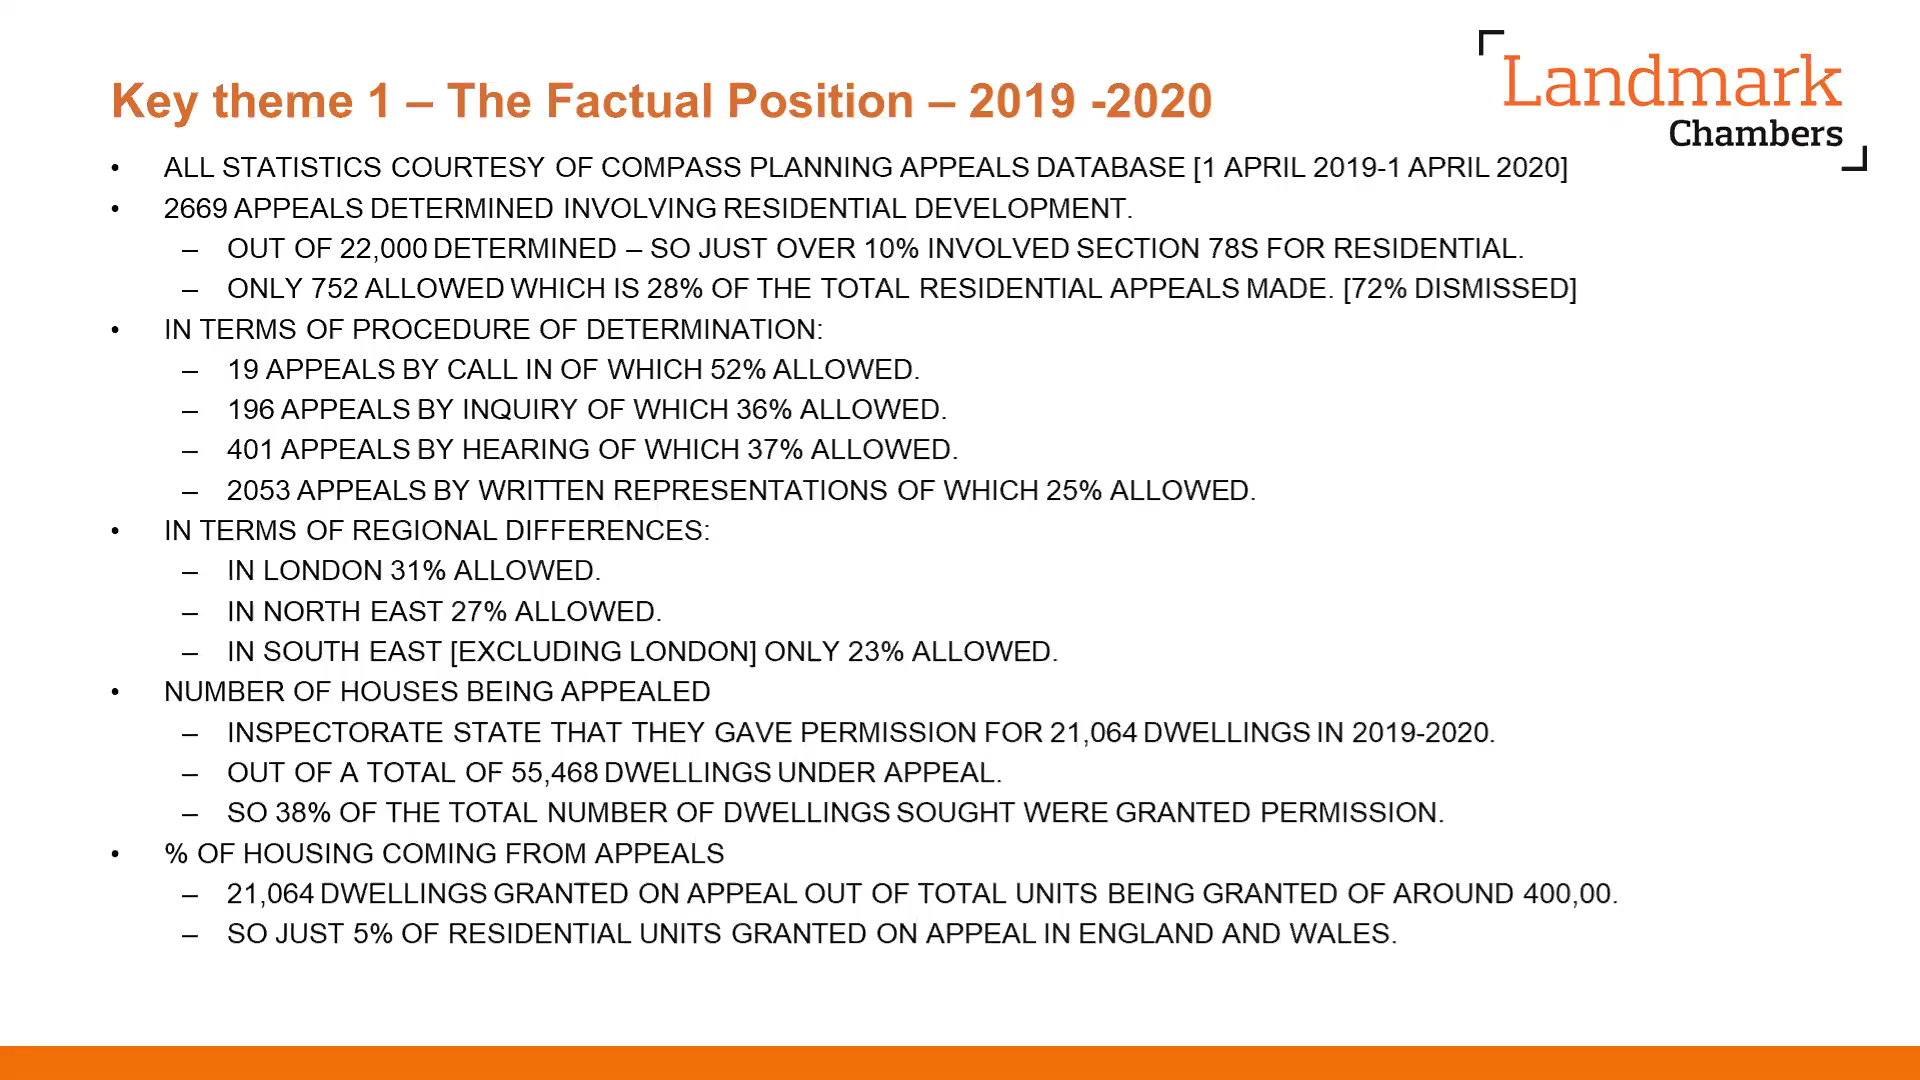 Key theme 1 – The Factual Position – 2019 -2020
Landmark
Chambers
• ALL STATISTICS COURTESY OF COMPASS PLANNING APPEALS DATABASE [1 APRIL 2019-1 APRIL 2020]
• 2669 APPEALS DETERMINED INVOLVING RESIDENTIAL DEVELOPMENT.
– OUT OF 22,000 DETERMINED – SO JUST OVER 10% INVOLVED SECTION 78S FOR RESIDENTIAL.
– ONLY 752 ALLOWED WHICH IS 28% OF THE TOTAL RESIDENTIAL APPEALS MADE. [72% DISMISSED]
• IN TERMS OF PROCEDURE OF DETERMINATION:
– 19 APPEALS BY CALL IN OF WHICH 52% ALLOWED.
– 196 APPEALS BY INQUIRY OF WHICH 36% ALLOWED.
– 401 APPEALS BY HEARING OF WHICH 37% ALLOWED.
– 2053 APPEALS BY WRITTEN REPRESENTATIONS OF WHICH 25% ALLOWED.
• IN TERMS OF REGIONAL DIFFERENCES:
– IN LONDON 31% ALLOWED.
– IN NORTH EAST 27% ALLOWED.
– IN SOUTH EAST [EXCLUDING LONDON] ONLY 23% ALLOWED.
• NUMBER OF HOUSES BEING APPEALED
– INSPECTORATE STATE THAT THEY GAVE PERMISSION FOR 21,064 DWELLINGS IN 2019-2020.
– OUT OF A TOTAL OF 55,468 DWELLINGS UNDER APPEAL.
– SO 38% OF THE TOTAL NUMBER OF DWELLINGS SOUGHT WERE GRANTED PERMISSION.
• % OF HOUSING COMING FROM APPEALS
– 21,064 DWELLINGS GRANTED ON APPEAL OUT OF TOTAL UNITS BEING GRANTED OF AROUND 400,00.
– SO JUST 5% OF RESIDENTIAL UNITS GRANTED ON APPEAL IN ENGLAND AND WALES.